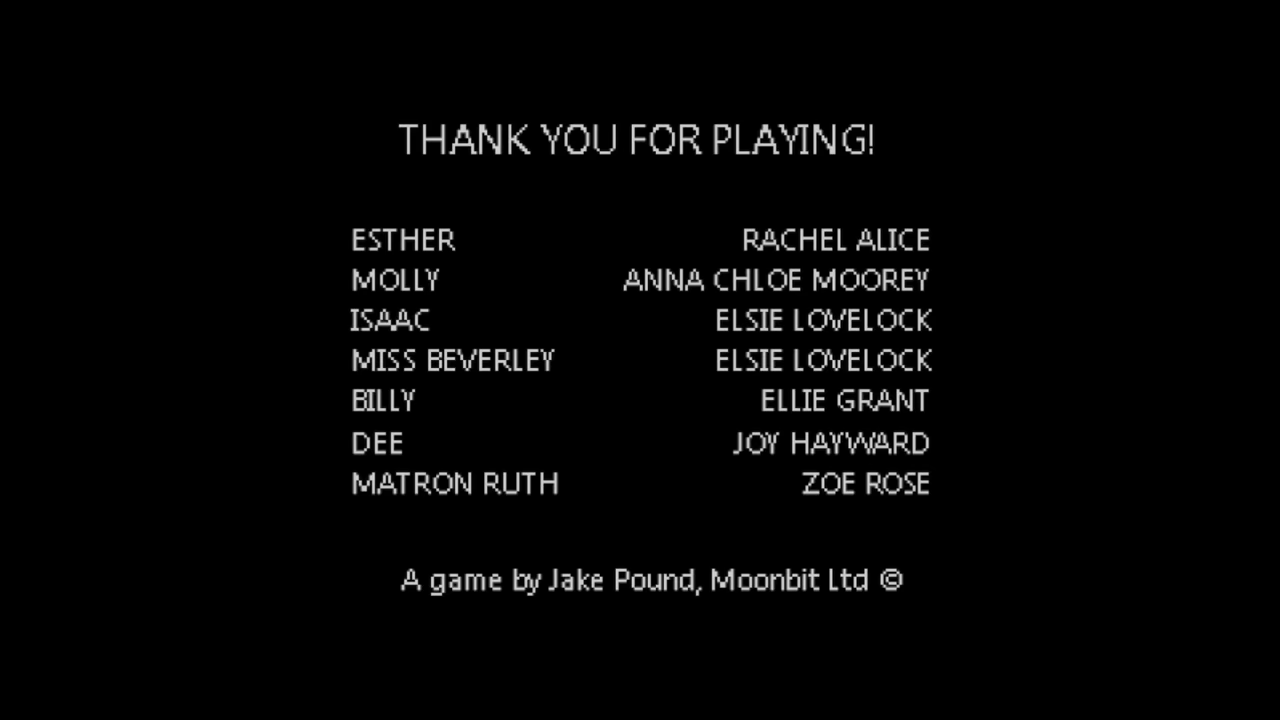 THANK YOU FOR PLAYING!
ESTHER RACHEL ALICE
MOLLY ANNA CHLOE MOOREY
ISAAC ELSIE LOVELOCK
MISS BEVERLEY ELSIE LOVELOCK
BILLY ELLIE GRANT
DEE JOY HAYWARD
MATRON RUTH ZOE ROSE
A game by Jake Pound, Moonbit Ltd ©